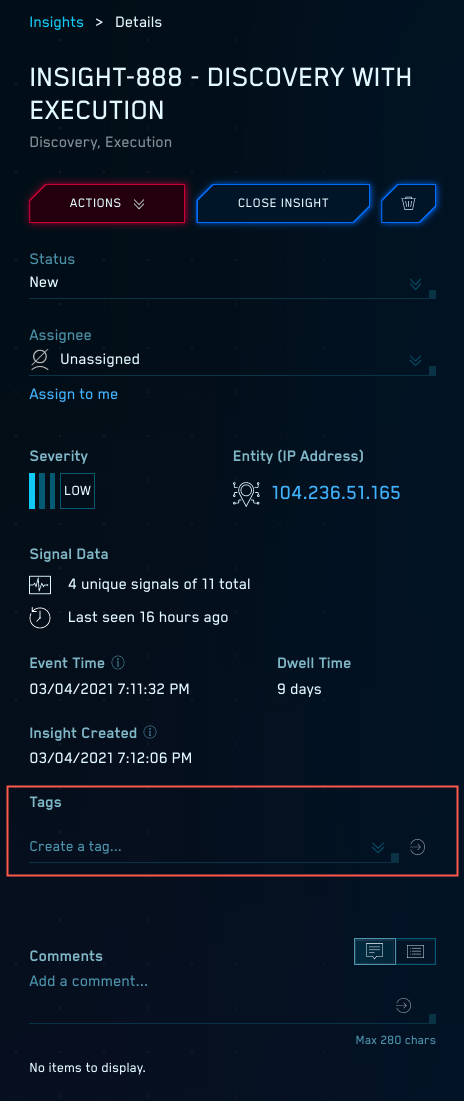 Insights > Details
INSIGHT-888 - DISCOVERY WITH
EXECUTION
Discovery, Execution
ACTIONS
CLOSE INSIGHT
Status
New
Assignee
Unassigned
Assign to me
Severity
Entity (IP Address)
LOW
104.236.51.165
Signal Data
4 unique signals of 11 total
Last seen 16 hours ago
Event Time
Dwell Time
03/04/2021 7:11:32 PM
9 days
Insight Created
03/04/2021 7:12:06 PM
Tags
Create a tag...
Comments
Add a comment...
Max 280 chars
No items to display.